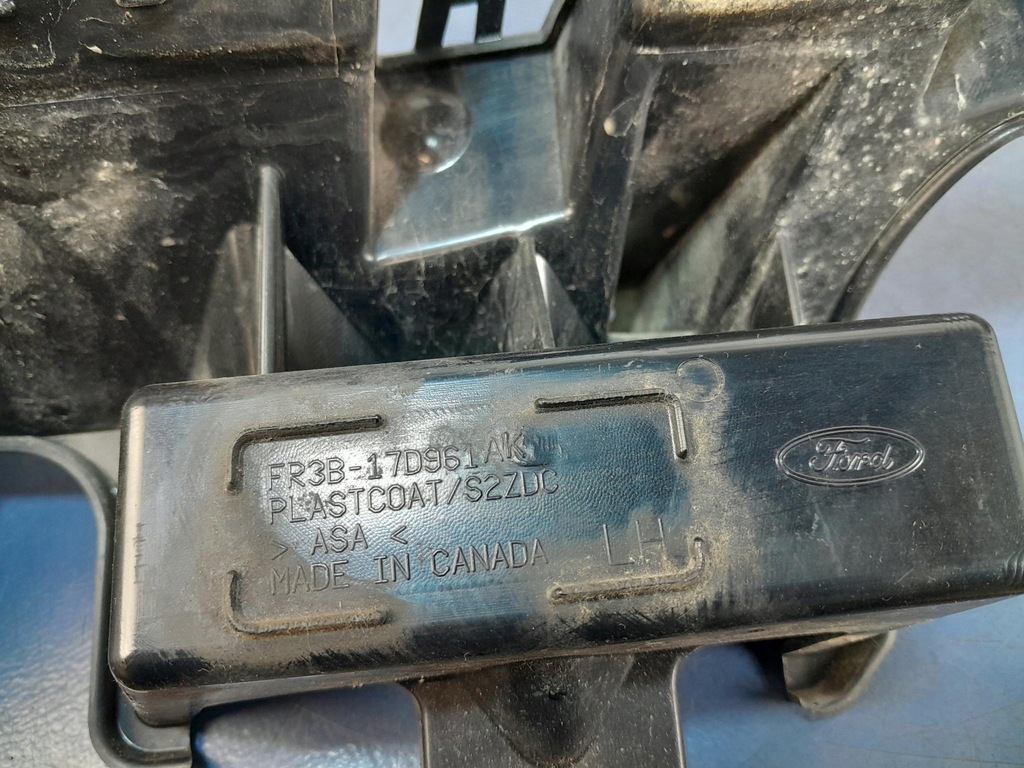 FR3B-17D961AK
PLASTCOAT/S2ZDC
> ASA <
MADE IN CANADA
LH
Ford